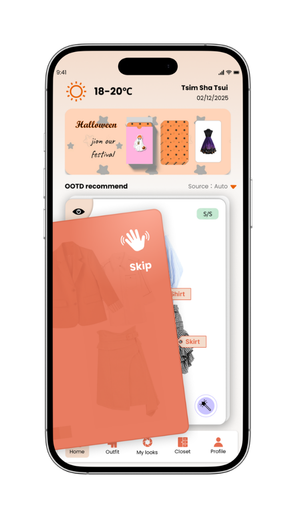 9:41
18-20℃
Tsim Sha Tsui
02/12/2025
Halloween
jion our
festival
OOTD recommend
Source : Auto
S/S
Skip
Shirt
Skirt
Home
Outfit
My looks
Closet
Profile